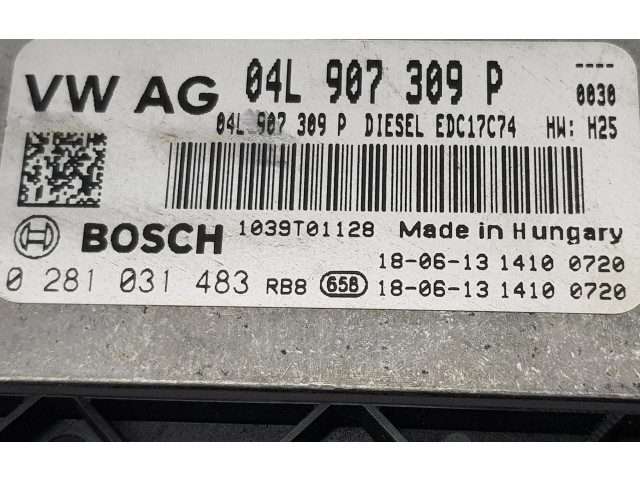 VW AG 04L 907 309 P ----
0030
04L 907 309 P DIESEL EDC17C74 HW: H25
BOSCH 1039T01128 Made in Hungary
18-06-13 1410 0720
0 281 031 483 RB8 658 18-06-13 1410 0720